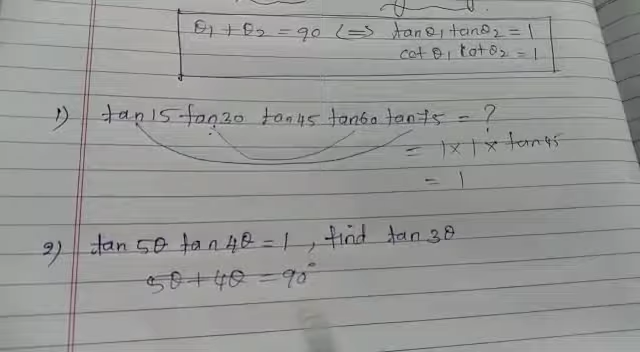 θ₁ + θ₂ = 90 ⟺ tanθ₁ tanθ₂ = 1
cot θ₁ cot θ₂ = 1
1) tan15 tan20 tan45 tan60 tan75 = ?
= 1 × 1 × tan45
= 1
2) tan 5θ tan 4θ = 1, find tan 3θ
5θ + 4θ = 90°